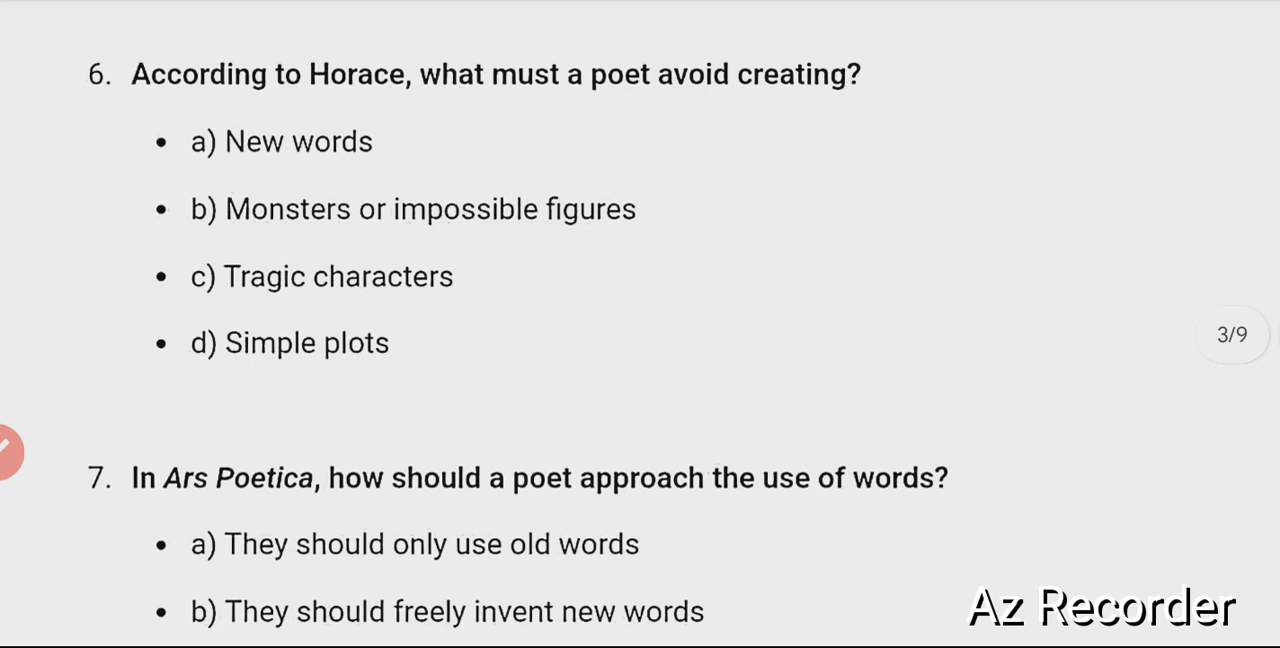 6. According to Horace, what must a poet avoid creating?
• a) New words
• b) Monsters or impossible figures
• c) Tragic characters
• d) Simple plots
3/9
7. In Ars Poetica, how should a poet approach the use of words?
• a) They should only use old words
• b) They should freely invent new words
Az Recorder